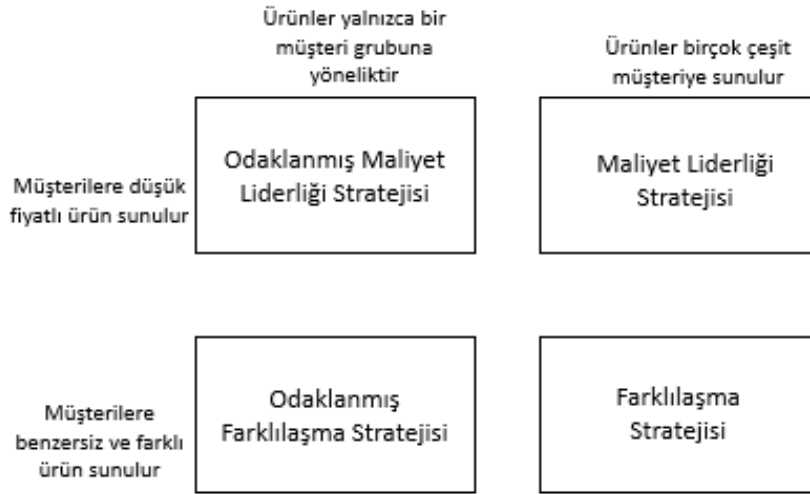 Ürünler yalnızca bir
müşteri grubuna
yöneliktir
Ürünler birçok çeşit
müşteriye sunulur
Müşterilere düşük
fiyatlı ürün sunulur
Odaklanmış Maliyet
Liderliği Stratejisi
Maliyet Liderliği
Stratejisi
Müşterilere
benzersiz ve farklı
ürün sunulur
Odaklanmış
Farklılaşma Stratejisi
Farklılaşma
Stratejisi